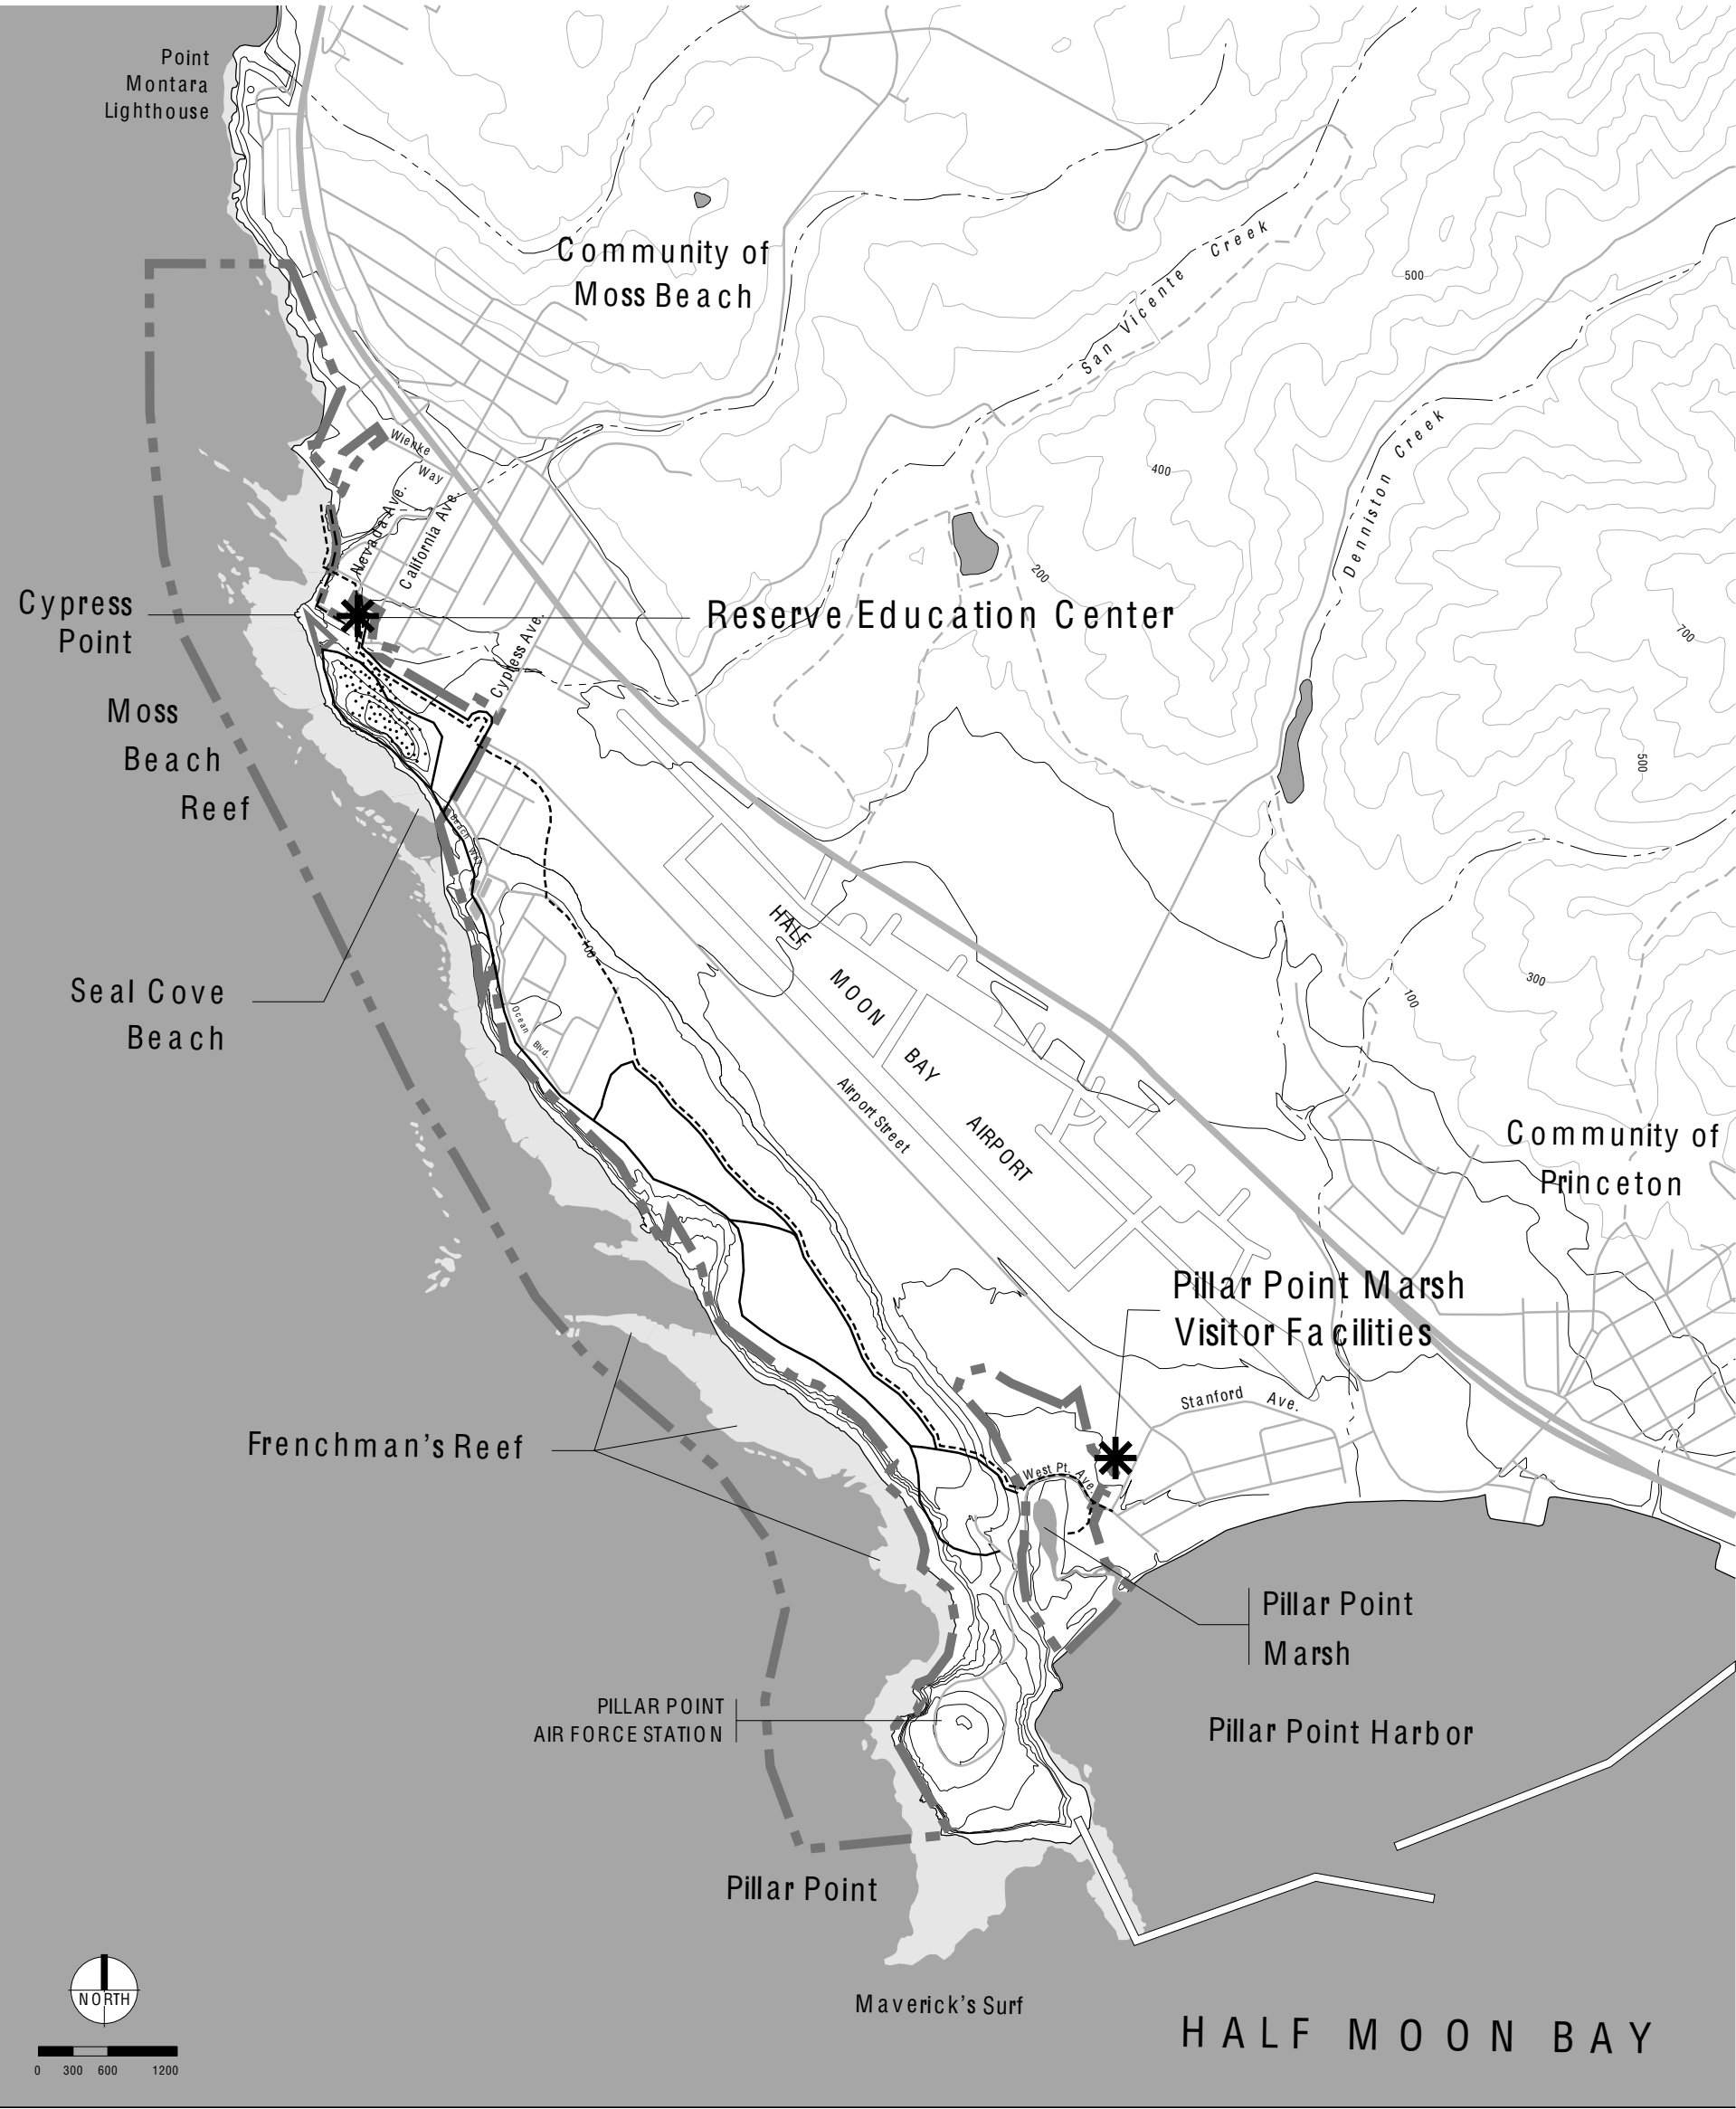 Point
Montara
Lighthouse
Community of
Moss Beach
San Vicente Creek
500
Wienke
Way
400
Denniston Creek
Nevada Ave.
California Ave.
200
Cypress
Point
Reserve Education Center
700
Cypress Ave.
Moss
Beach
Reef
500
Beach Way
HALF
MOON
BAY
AIRPORT
100
Seal Cove
Beach
300
100
Ocean
Blvd.
Airport Street
Community of
Princeton
Pillar Point Marsh
Visitor Facilities
Stanford Ave.
Frenchman's Reef
West Pt. Ave.
Pillar Point
Marsh
PILLAR POINT
AIR FORCE STATION
Pillar Point Harbor
Pillar Point
NORTH
Maverick's Surf
HALF MOON BAY
0 300 600 1200